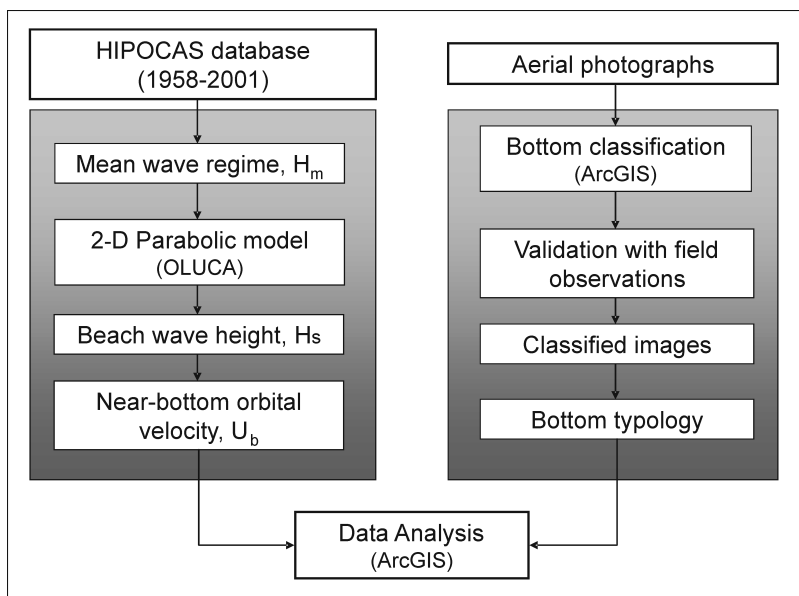 HIPOCAS database
(1958-2001)
Mean wave regime, Hm
2-D Parabolic model
(OLUCA)
Beach wave height, Hs
Near-bottom orbital
velocity, Ub
Aerial photographs
Bottom classification
(ArcGIS)
Validation with field
observations
Classified images
Bottom typology
Data Analysis
(ArcGIS)